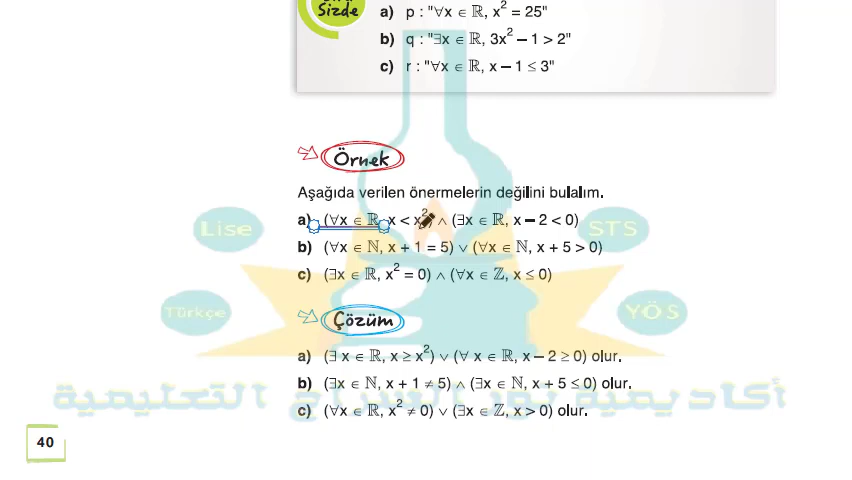 Sizde
a) p : "∀x ∈ ℝ, x² = 25"
b) q : "∃x ∈ ℝ, 3x² – 1 > 2"
c) r : "∀x ∈ ℝ, x – 1 ≤ 3"
Örnek
Aşağıda verilen önermelerin değilini bulalım.
a) (∀x ∈ ℝ, x < x²) ∧ (∃x ∈ ℝ, x – 2 < 0)
b) (∀x ∈ ℕ, x + 1 = 5) ∨ (∀x ∈ ℕ, x + 5 > 0)
c) (∃x ∈ ℝ, x² = 0) ∧ (∀x ∈ ℤ, x ≤ 0)
Lise
STS
Türkçe
YÖS
Çözüm
a) (∃ x ∈ ℝ, x ≥ x²) ∨ (∀ x ∈ ℝ, x – 2 ≥ 0) olur.
b) (∃x ∈ ℕ, x + 1 ≠ 5) ∧ (∃x ∈ ℕ, x + 5 ≤ 0) olur.
أكاديمية نور السراج التعليمية
c) (∀x ∈ ℝ, x² ≠ 0) ∨ (∃x ∈ ℤ, x > 0) olur.
40